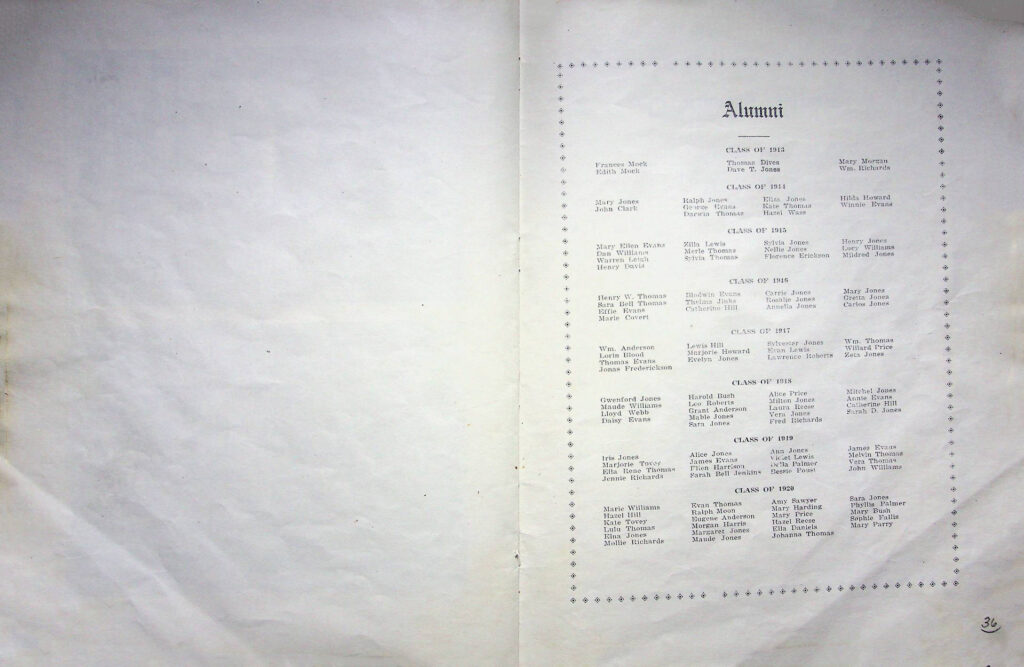 Alumni
CLASS OF 1913
Frances Mock Thomas Dives Mary Morgan
Edith Mock Dave T. Jones Wm. Richards
CLASS OF 1914
Mary Jones Ralph Jones Eliza Jones Hilda Howard
John Clark George Evans Kate Thomas Winnie Evans
Darwin Thomas Hazel Wass
CLASS OF 1915
Mary Ellen Evans Zilla Lewis Sylvia Jones Henry Jones
Dan Williams Merle Thomas Nellie Jones Lucy Williams
Warren Leigh Sylvia Thomas Florence Erickson Mildred Jones
Henry Davis
CLASS OF 1916
Henry W. Thomas Blodwin Evans Carrie Jones Mary Jones
Sara Bell Thomas Thelma Jinks Rosalie Jones Gretta Jones
Effie Evans Catherine Hill Annella Jones Carlos Jones
Marie Covert
CLASS OF 1917
Wm. Anderson Lewis Hill Sylvester Jones Wm. Thomas
Lorin Blood Marjorie Howard Evan Lewis Willard Price
Thomas Evans Evelyn Jones Lawrence Roberts Zeta Jones
Jonas Frederickson
CLASS OF 1918
Gwenford Jones Harold Bush Alice Price Mitchel Jones
Maude Williams Leo Roberts Milton Jones Annie Evans
Lloyd Webb Grant Anderson Laura Reese Catherine Hill
Daisy Evans Mable Jones Vera Jones Sarah D. Jones
Sara Jones Fred Richards
CLASS OF 1919
Iris Jones Alice Jones Ann Jones James Evans
Marjorie Tovey James Evans Violet Lewis Melvin Thomas
Ella Rene Thomas Ellen Harrison Della Palmer Vera Thomas
Jennie Richards Sarah Bell Jenkins Bessie Foust John Williams
CLASS OF 1920
Marie Williams Evan Thomas Amy Sawyer Sara Jones
Hazel Hill Ralph Moon Mary Harding Phyllis Palmer
Kate Tovey Eugene Anderson Mary Price Mary Bush
Lulu Thomas Morgan Harris Hazel Reese Sophie Fallis
Elna Jones Margaret Jones Ella Daniels Mary Parry
Mollie Richards Maude Jones Johanna Thomas
36